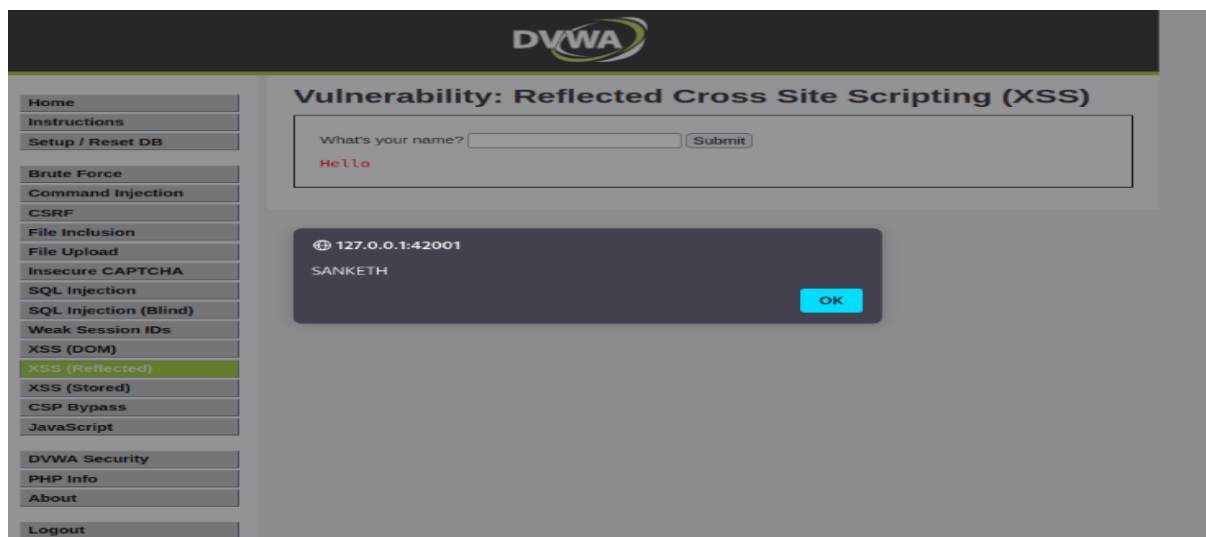 DVWA
Home
Instructions
Setup / Reset DB
Brute Force
Command Injection
CSRF
File Inclusion
File Upload
Insecure CAPTCHA
SQL Injection
SQL Injection (Blind)
Weak Session IDs
XSS (DOM)
XSS (Reflected)
XSS (Stored)
CSP Bypass
JavaScript
DVWA Security
PHP Info
About
Logout
Vulnerability: Reflected Cross Site Scripting (XSS)
What's your name? Submit
Hello
127.0.0.1:42001
SANKETH
OK